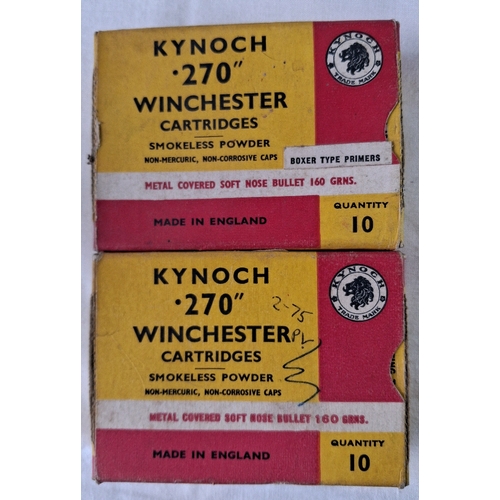 KYNOCH
·270"
WINCHESTER
CARTRIDGES
SMOKELESS POWDER
NON-MERCURIC, NON-CORROSIVE CAPS
KYNOCH
TRADE MARK
BOXER TYPE PRIMERS
METAL COVERED SOFT NOSE BULLET 160 GRNS.
MADE IN ENGLAND
QUANTITY
10
KYNOCH
·270"
WINCHESTER
CARTRIDGES
SMOKELESS POWDER
NON-MERCURIC, NON-CORROSIVE CAPS
2-75
KYNOCH
TRADE MARK
METAL COVERED SOFT NOSE BULLET 160 GRNS.
MADE IN ENGLAND
QUANTITY
10